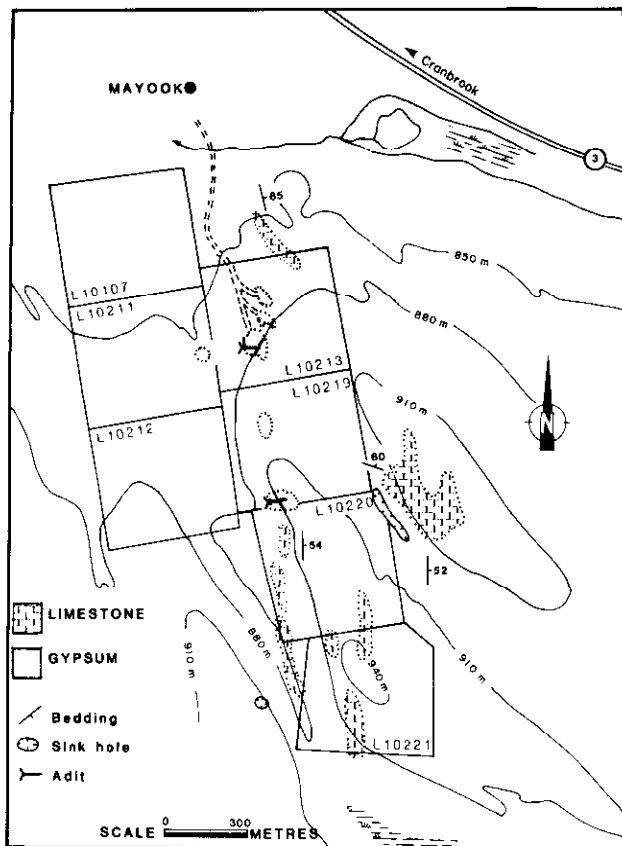 Cranbrook
MAYOOK
3
65
850 m
L10107
L10211
880 m
L10213
L10219
910 m
L10212
60
L10220
54
52
LIMESTONE
GYPSUM
880 m
910 m
940 m
910 m
Bedding
Sink hole
Adit
L10221
N
0 300
SCALE METRES